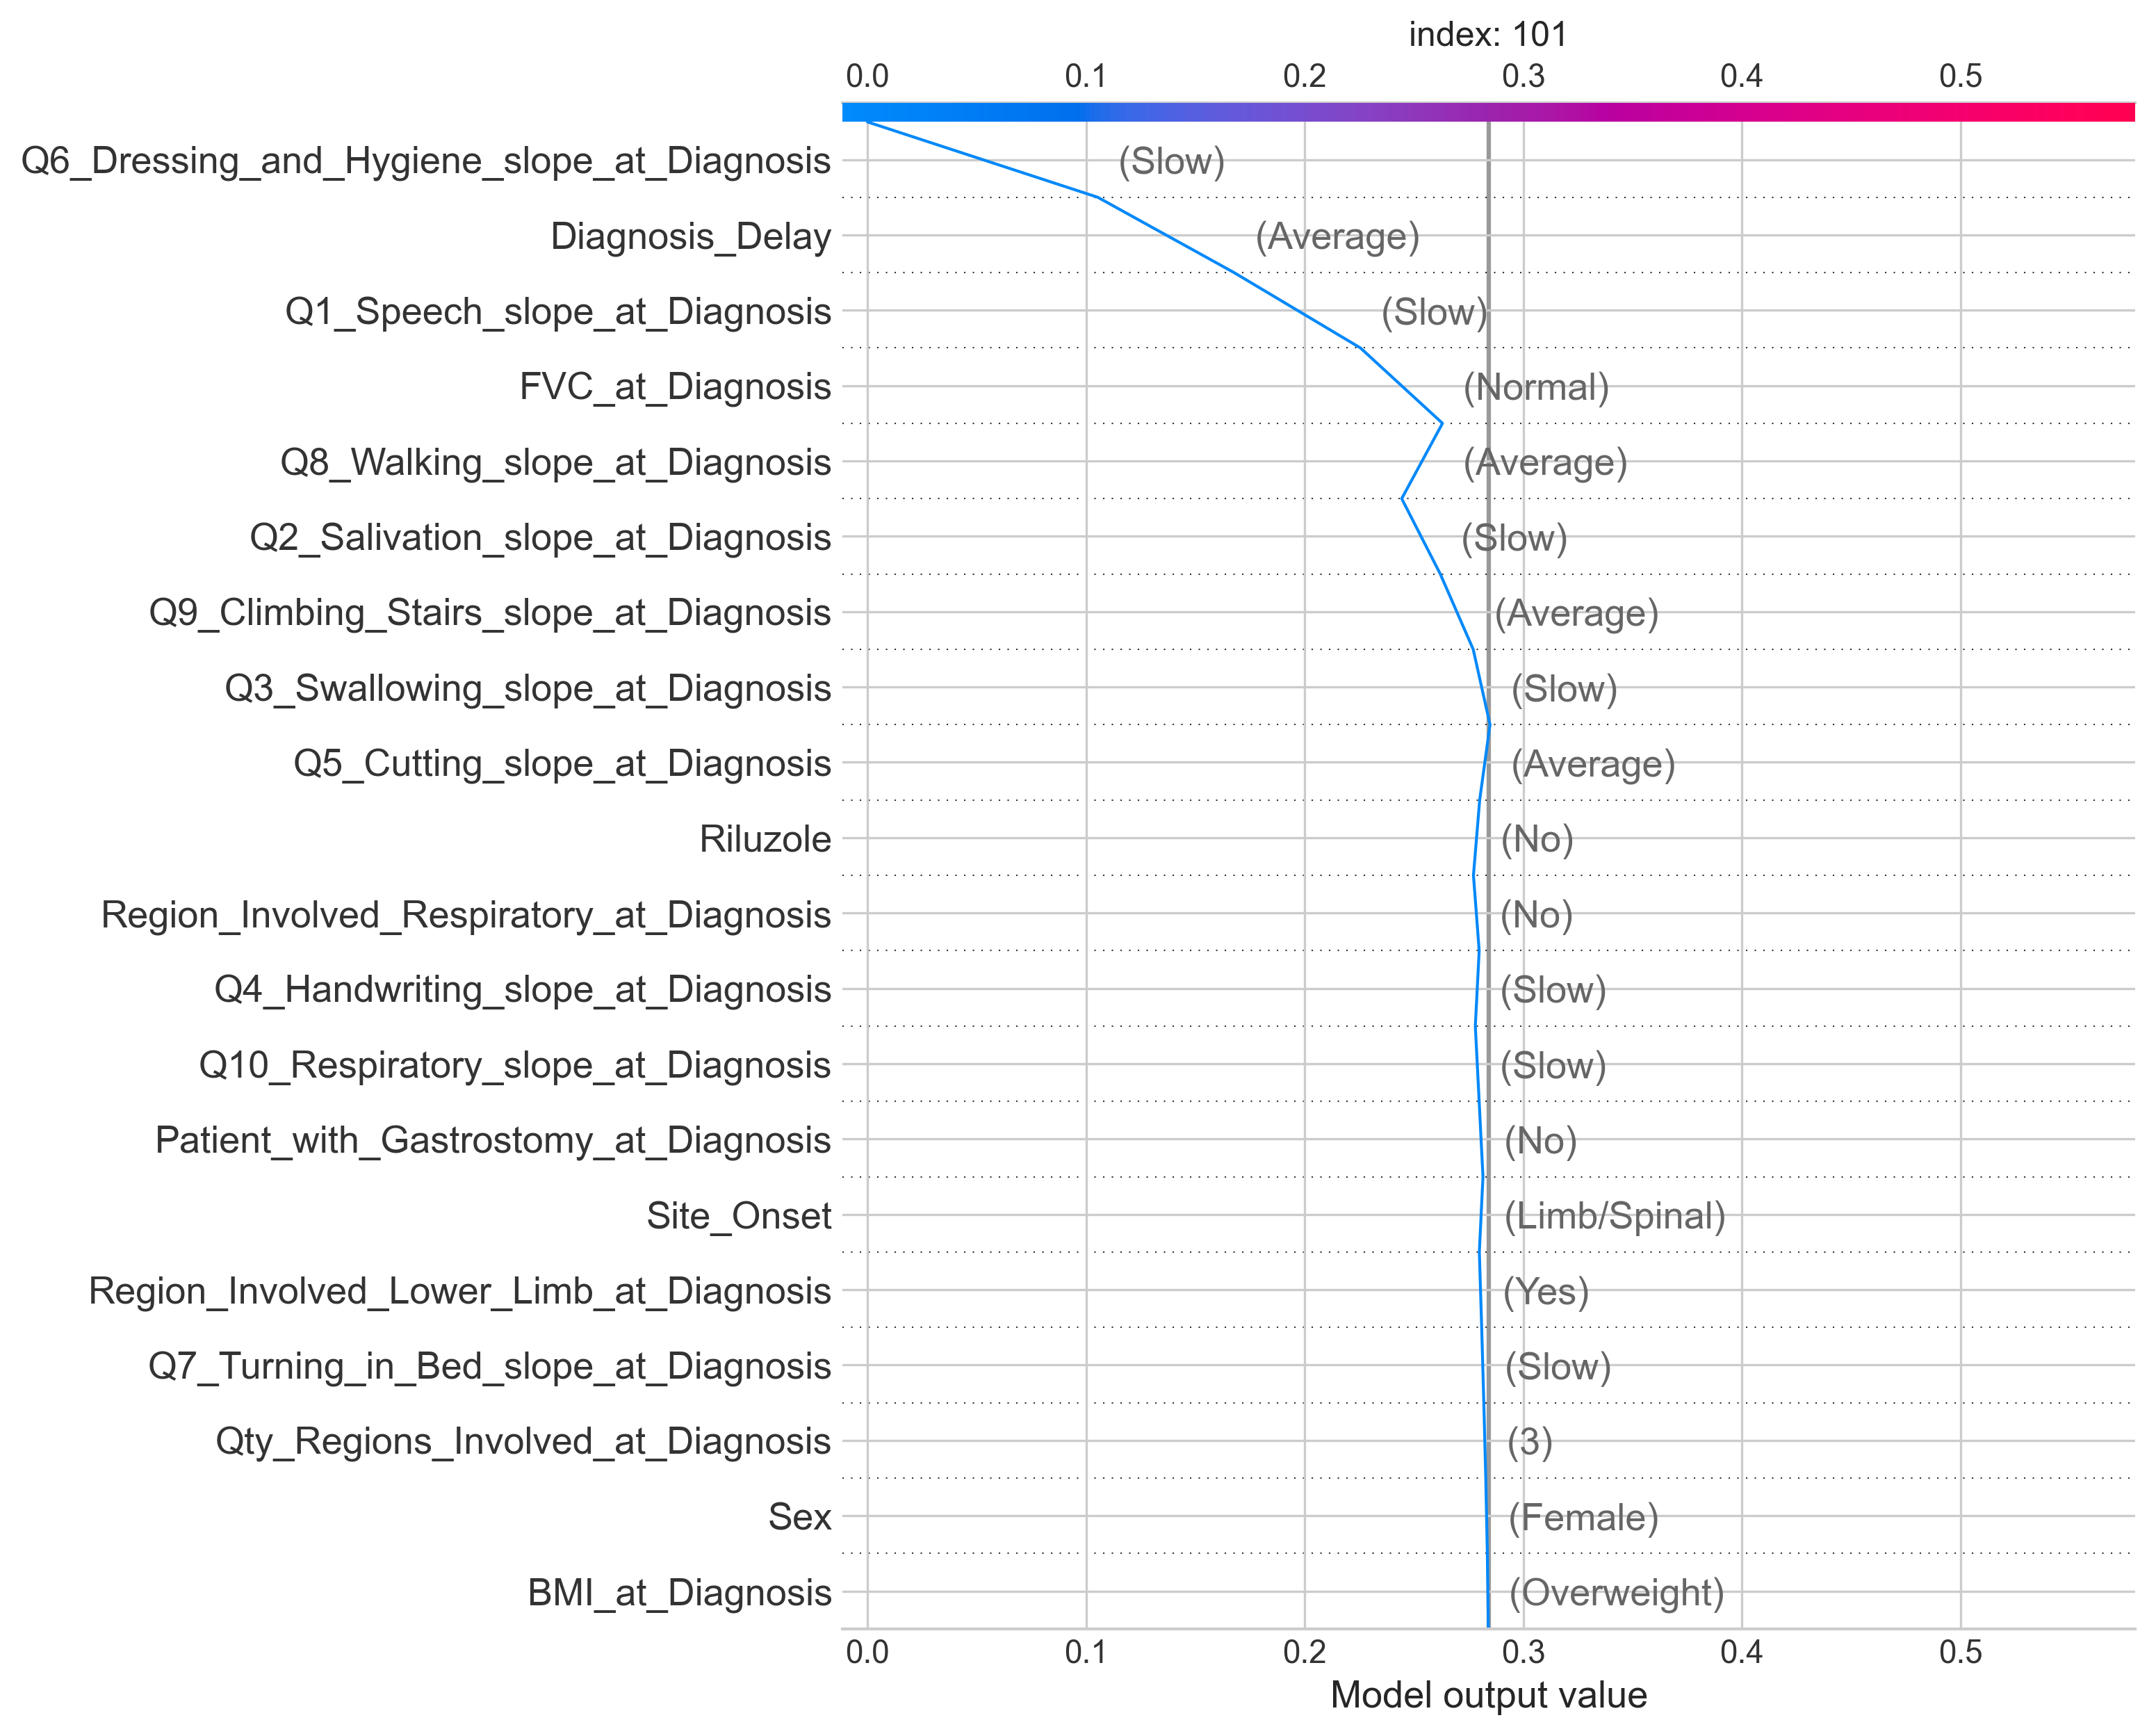 index: 101
0.0 0.1 0.2 0.3 0.4 0.5
Q6_Dressing_and_Hygiene_slope_at_Diagnosis (Slow)
Diagnosis_Delay (Average)
Q1_Speech_slope_at_Diagnosis (Slow)
FVC_at_Diagnosis (Normal)
Q8_Walking_slope_at_Diagnosis (Average)
Q2_Salivation_slope_at_Diagnosis (Slow)
Q9_Climbing_Stairs_slope_at_Diagnosis (Average)
Q3_Swallowing_slope_at_Diagnosis (Slow)
Q5_Cutting_slope_at_Diagnosis (Average)
Riluzole (No)
Region_Involved_Respiratory_at_Diagnosis (No)
Q4_Handwriting_slope_at_Diagnosis (Slow)
Q10_Respiratory_slope_at_Diagnosis (Slow)
Patient_with_Gastrostomy_at_Diagnosis (No)
Site_Onset (Limb/Spinal)
Region_Involved_Lower_Limb_at_Diagnosis (Yes)
Q7_Turning_in_Bed_slope_at_Diagnosis (Slow)
Qty_Regions_Involved_at_Diagnosis (3)
Sex (Female)
BMI_at_Diagnosis (Overweight)
0.0 0.1 0.2 0.3 0.4 0.5
Model output value